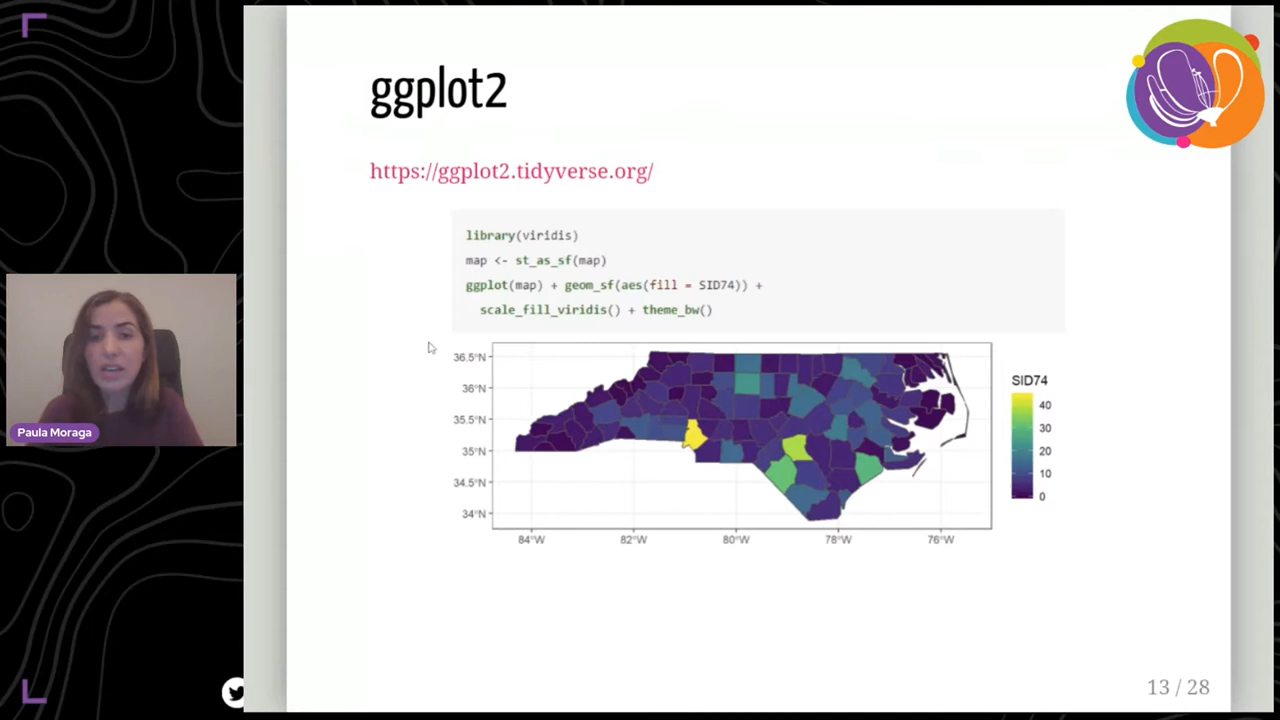 ggplot2
https://ggplot2.tidyverse.org/
library(viridis)
map <- st_as_sf(map)
ggplot(map) + geom_sf(aes(fill = SID74)) +
scale_fill_viridis() + theme_bw()
36.5°N
36°N
35.5°N
35°N
34.5°N
34°N
84°W
82°W
80°W
78°W
76°W
SID74
40
30
20
10
0
Paula Moraga
13 / 28